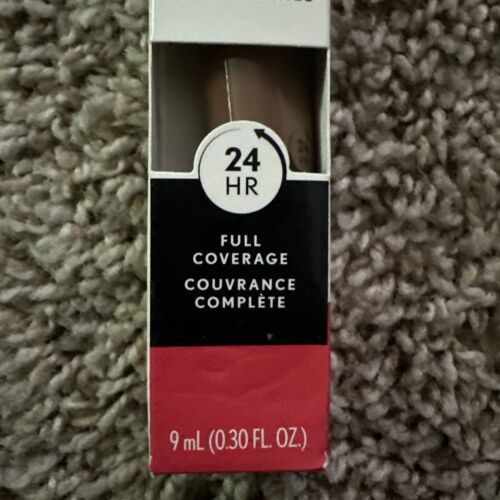 24
HR
FULL
COVERAGE
COUVRANCE
COMPLÈTE
9 mL (0.30 FL. OZ.)